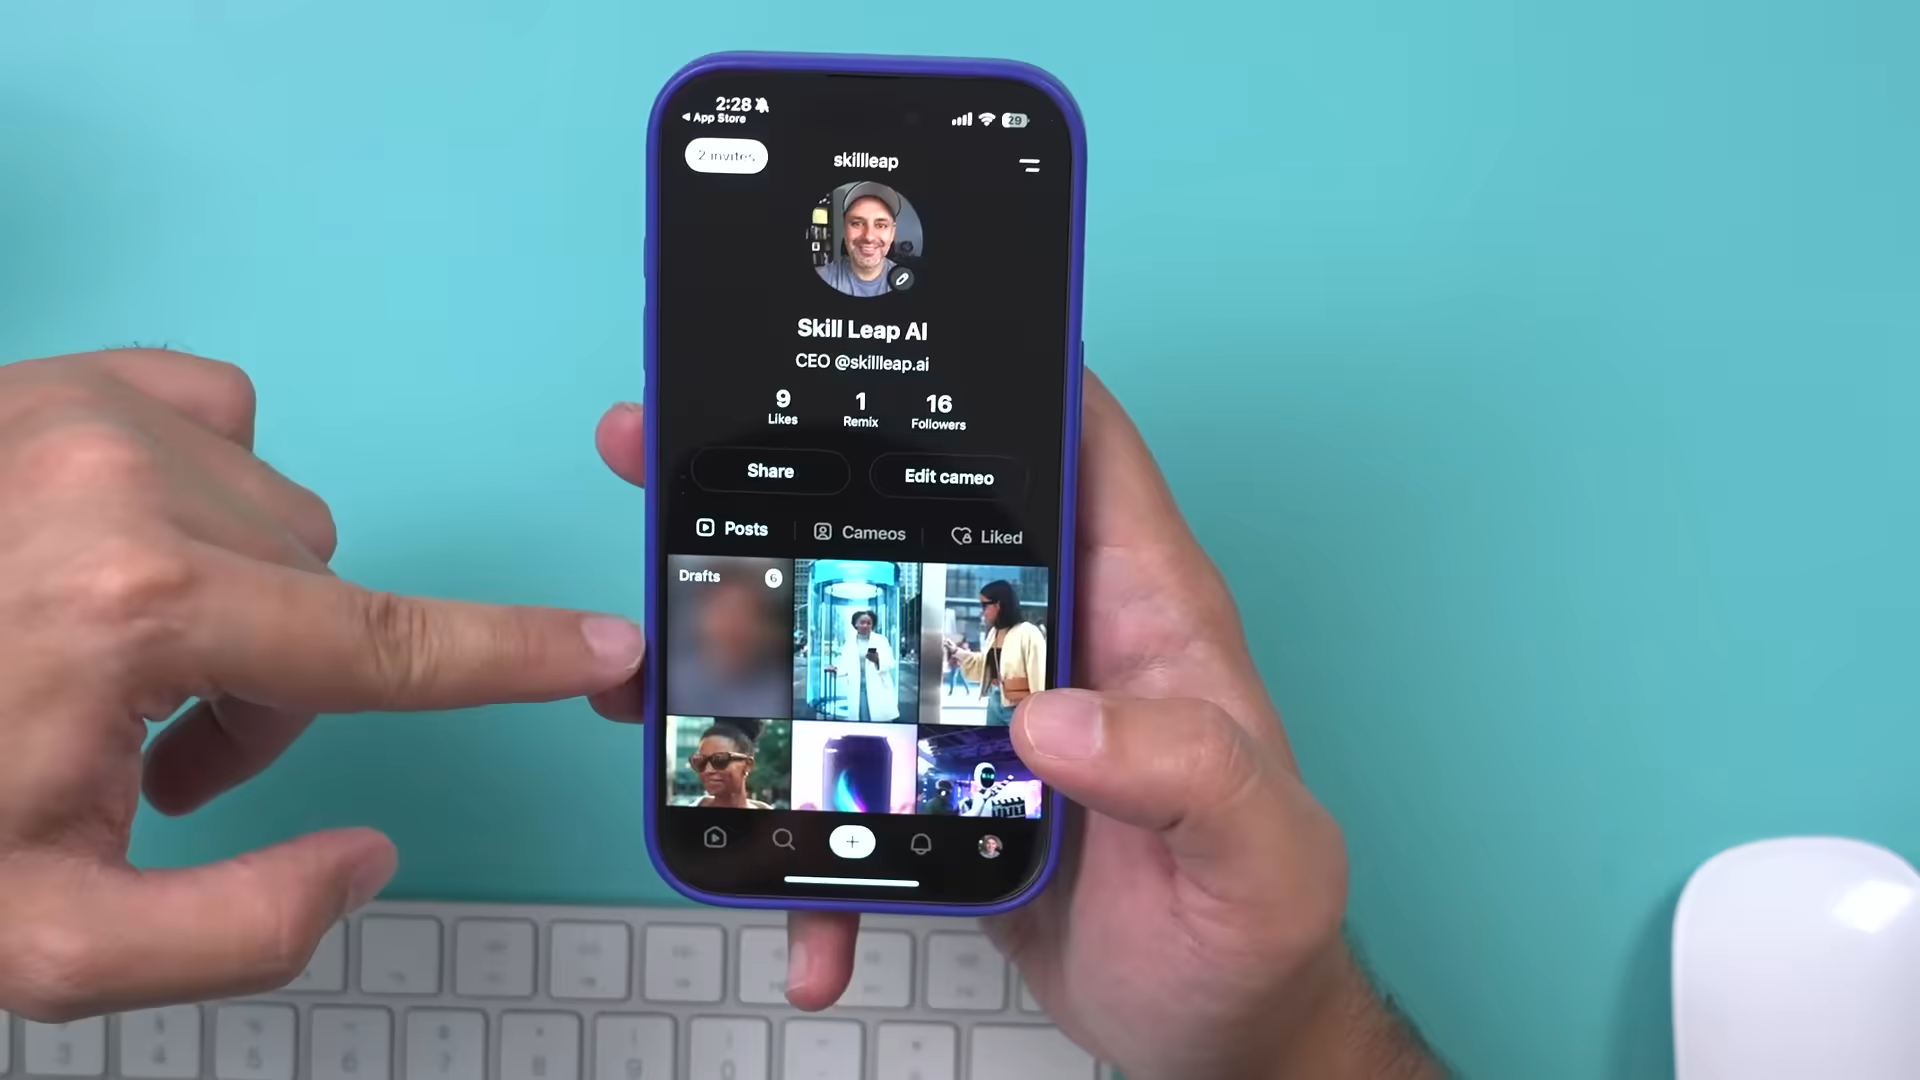 2:28
App Store
29
2 invites
skillleap
Skill Leap AI
CEO @skillleap.ai
9
1
16
Likes
Remix
Followers
Share
Edit cameo
Posts
Cameos
Liked
Drafts
6